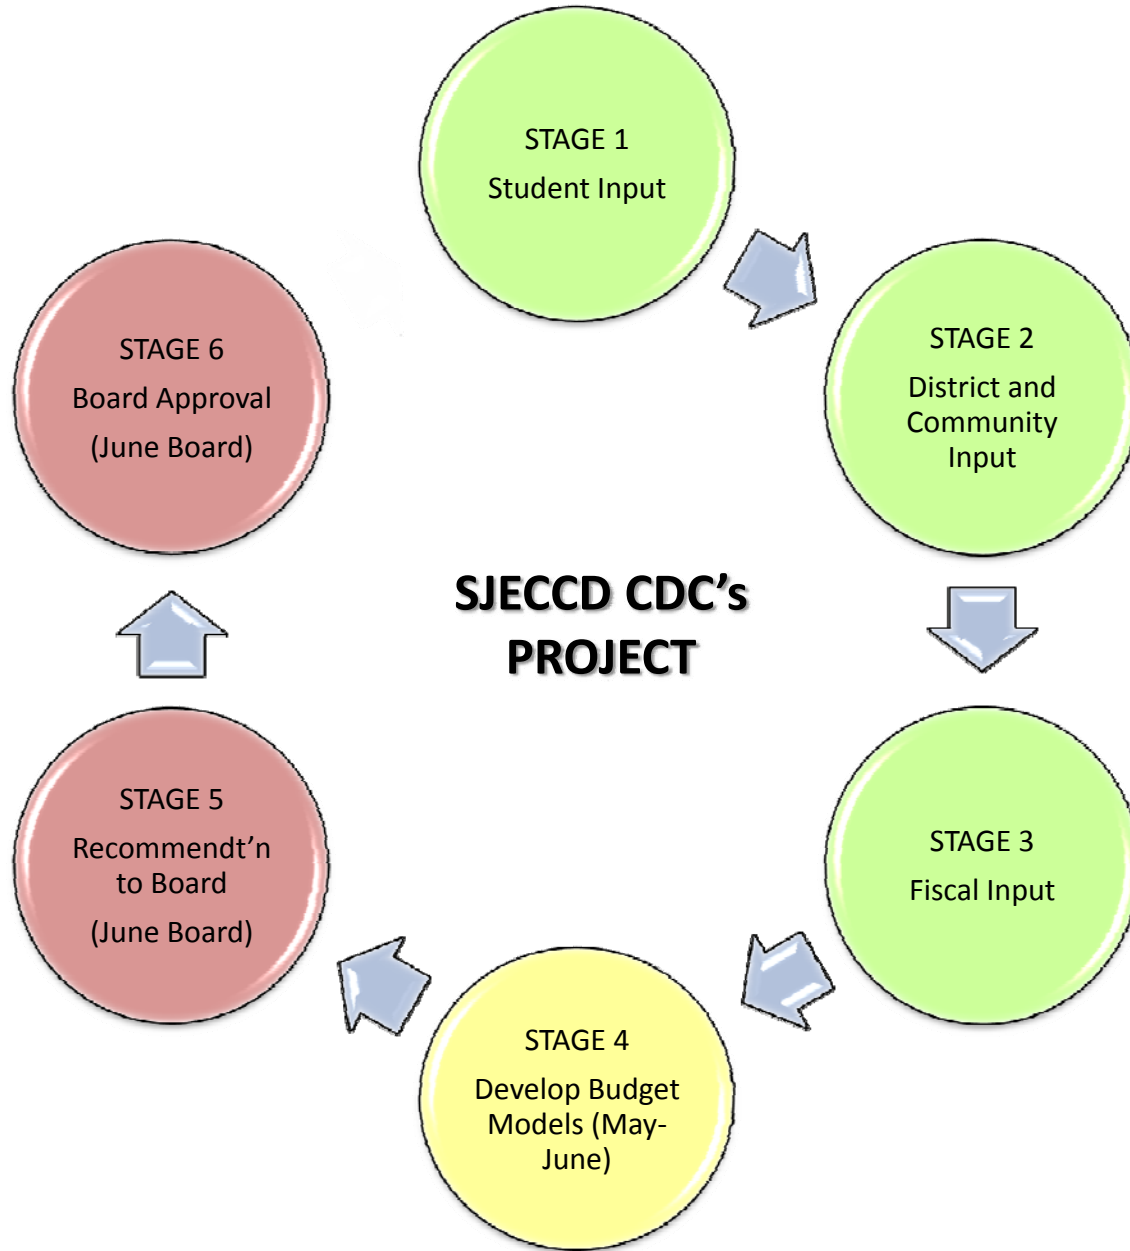 STAGE 1
Student Input
STAGE 2
District and
Community
Input
STAGE 3
Fiscal Input
STAGE 4
Develop Budget
Models (May-
June)
STAGE 5
Recommendt'n
to Board
(June Board)
STAGE 6
Board Approval
(June Board)
SJECCD CDC’s
PROJECT